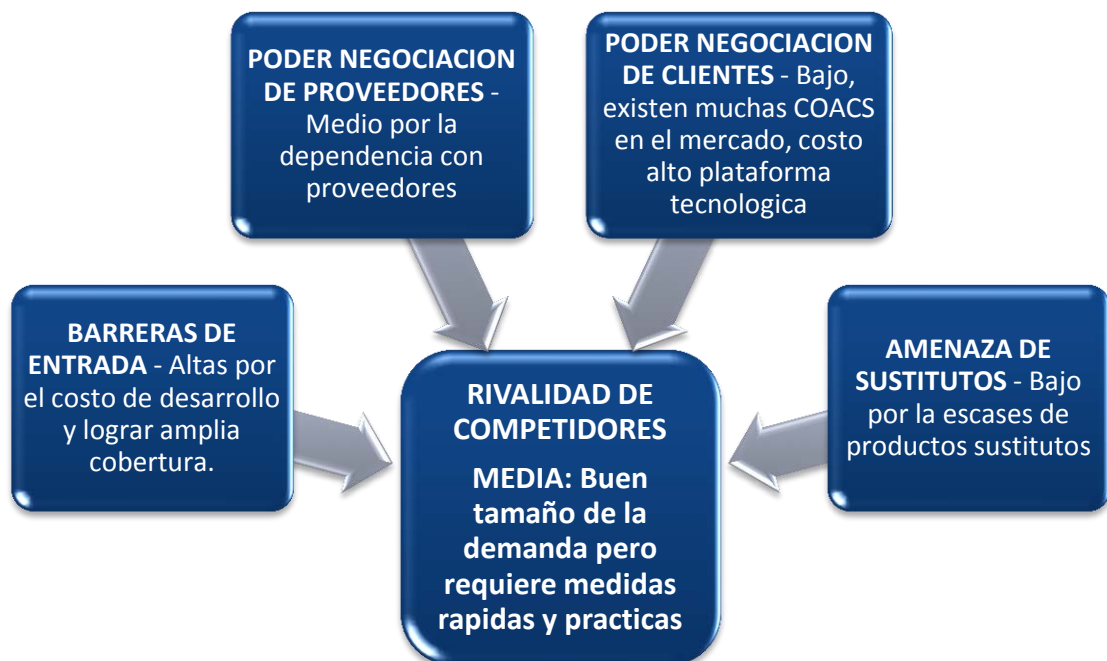 PODER NEGOCIACION
DE PROVEEDORES -
Medio por la
dependencia con
proveedores
PODER NEGOCIACION
DE CLIENTES - Bajo,
existen muchas COACS
en el mercado, costo
alto plataforma
tecnologica
BARRERAS DE
ENTRADA - Altas por
el costo de desarrollo
y lograr amplia
cobertura.
RIVALIDAD DE
COMPETIDORES
MEDIA: Buen
tamaño de la
demanda pero
requiere medidas
rapidas y practicas
AMENAZA DE
SUSTITUTOS - Bajo
por la escases de
productos sustitutos